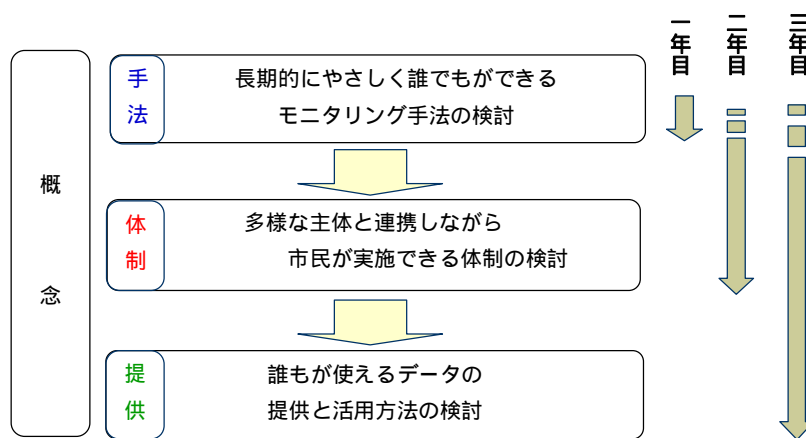 概念
手法
長期的にやさしく誰でもができる
モニタリング手法の検討
体制
多様な主体と連携しながら
市民が実施できる体制の検討
提供
誰もが使えるデータの
提供と活用方法の検討
一年目
二年目
三年目